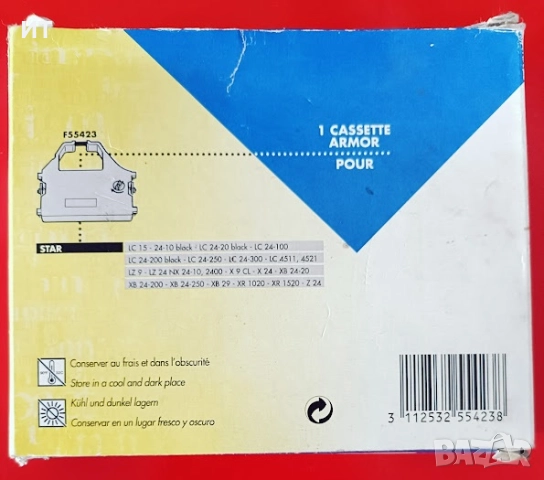 ИТ
F55423
1 CASSETTE
ARMOR
POUR
STAR
LC 15 - 24-10 black - LC 24-20 black - LC 24-100
LC 24-200 black - LC 24-250 - LC 24-300 - LC 4511, 4521
LZ 9 - LZ 24 NX 24-10, 2400 - X 9 CL - X 24 - XB 24-20
XB 24-200 - XB 24-250 - XB 29 - XR 1020 - XR 1520 - Z 24
Conserver au frais et dans l'obscurité
Store in a cool and dark place
Kühl und dunkel lagern
Conservar en un lugar fresco y oscuro
3 112532 554238
BAZAR